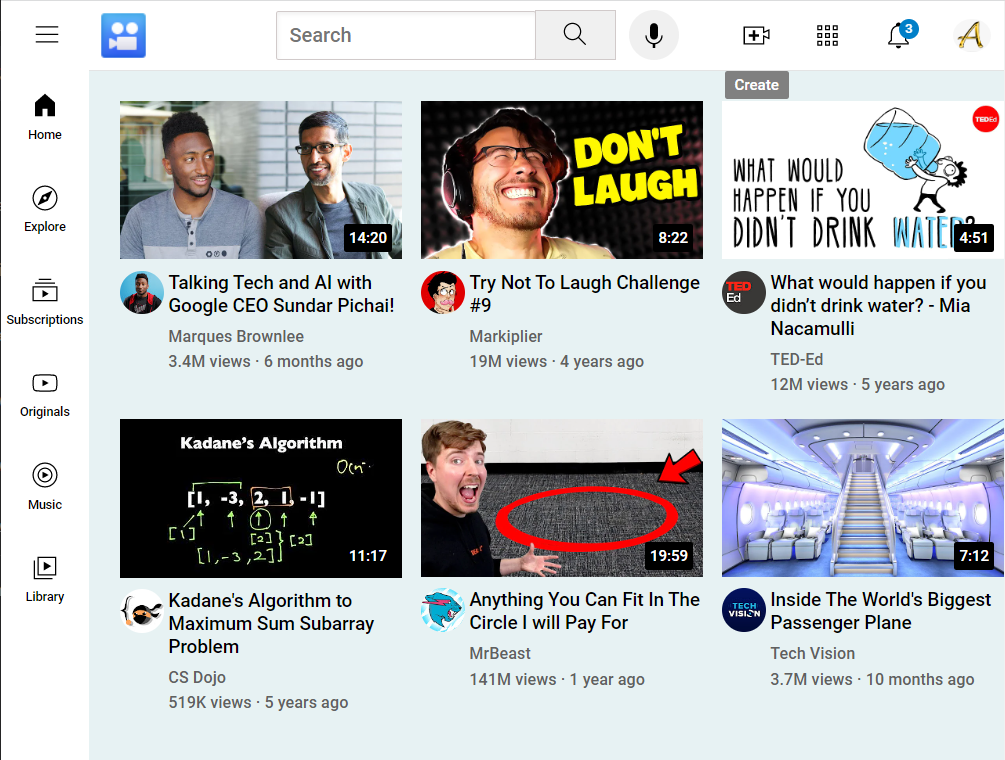 Search
3
A
Create
Home
Explore
Subscriptions
Originals
Music
Library
14:20
Talking Tech and AI with
Google CEO Sundar Pichai!
Marques Brownlee
3.4M views · 6 months ago
DON'T
LAUGH
8:22
Try Not To Laugh Challenge
#9
Markiplier
19M views · 4 years ago
TEDEd
WHAT WOULD
HAPPEN IF YOU
DIDN'T DRINK WATER?
4:51
TED
Ed
What would happen if you
didn’t drink water? - Mia
Nacamulli
TED-Ed
12M views · 5 years ago
Kadane's Algorithm
[1, -3, 2, 1, -1]
[1]
[2]
[2]
[1, -3, 2]
11:17
Kadane's Algorithm to
Maximum Sum Subarray
Problem
CS Dojo
519K views · 5 years ago
19:59
Anything You Can Fit In The
Circle I will Pay For
MrBeast
141M views · 1 year ago
7:12
TECH
VISION
Inside The World's Biggest
Passenger Plane
Tech Vision
3.7M views · 10 months ago